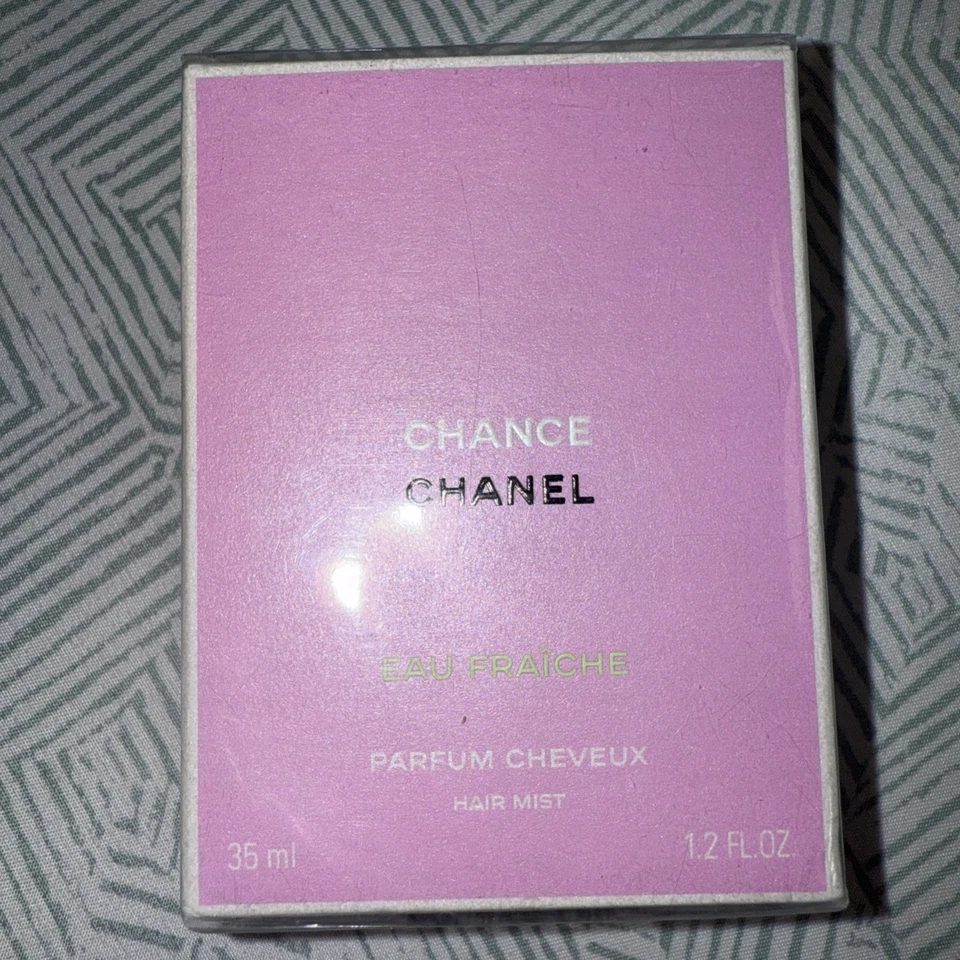 CHANCE
CHANEL
EAU FRAÎCHE
PARFUM CHEVEUX
HAIR MIST
35 ml 1.2 FL.OZ.